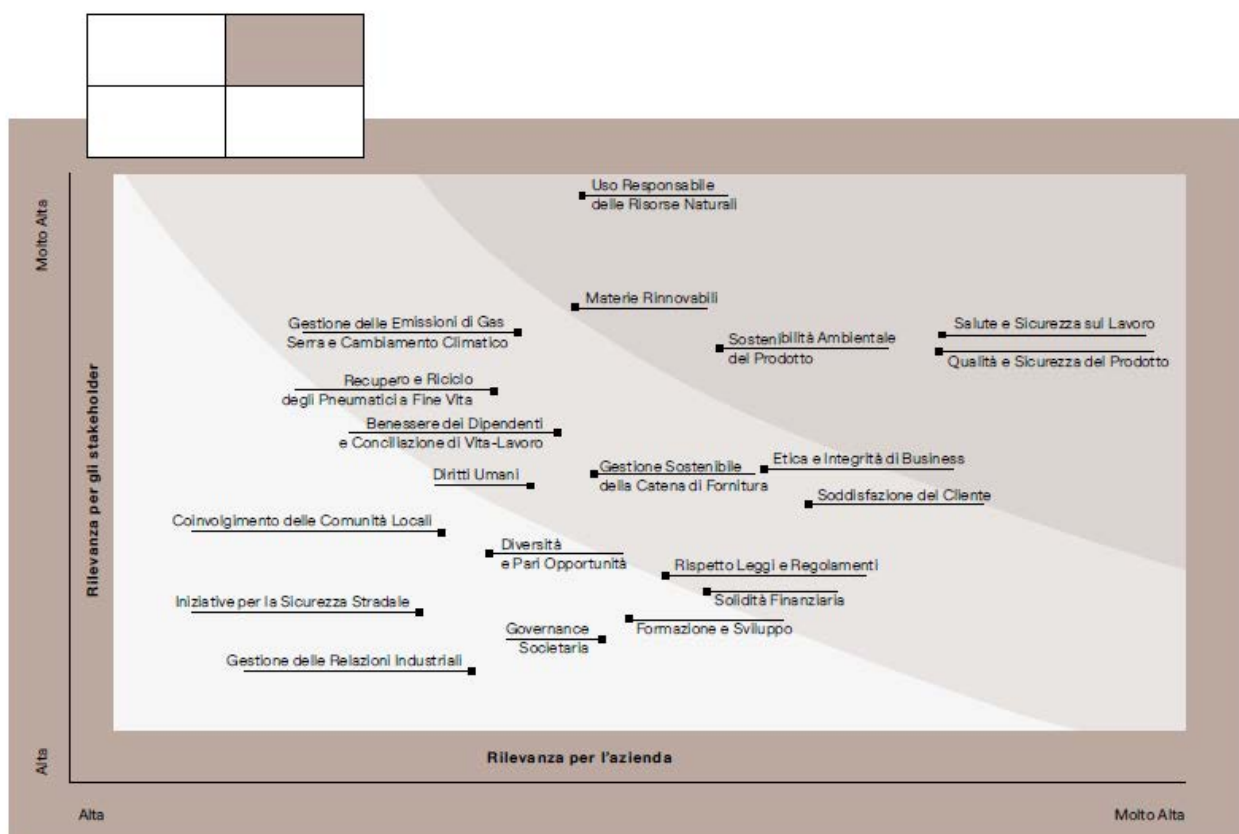 Uso Responsabile
delle Risorse Naturali
Materie Rinnovabili
Gestione delle Emissioni di Gas
Serra e Cambiamento Climatico
Sostenibilità Ambientale
del Prodotto
Salute e Sicurezza sul Lavoro
Qualità e Sicurezza del Prodotto
Recupero e Riciclo
degli Pneumatici a Fine Vita
Benessere dei Dipendenti
e Conciliazione di Vita-Lavoro
Diritti Umani
Gestione Sostenibile
della Catena di Fornitura
Etica e Integrità di Business
Soddisfazione del Cliente
Coinvolgimento delle Comunità Locali
Diversità
e Pari Opportunità
Rispetto Leggi e Regolamenti
Solidità Finanziaria
Iniziative per la Sicurezza Stradale
Formazione e Sviluppo
Governance
Societaria
Gestione delle Relazioni Industriali
Molto Alta
Rilevanza per gli stakeholder
Alta
Rilevanza per l'azienda
Alta
Molto Alta